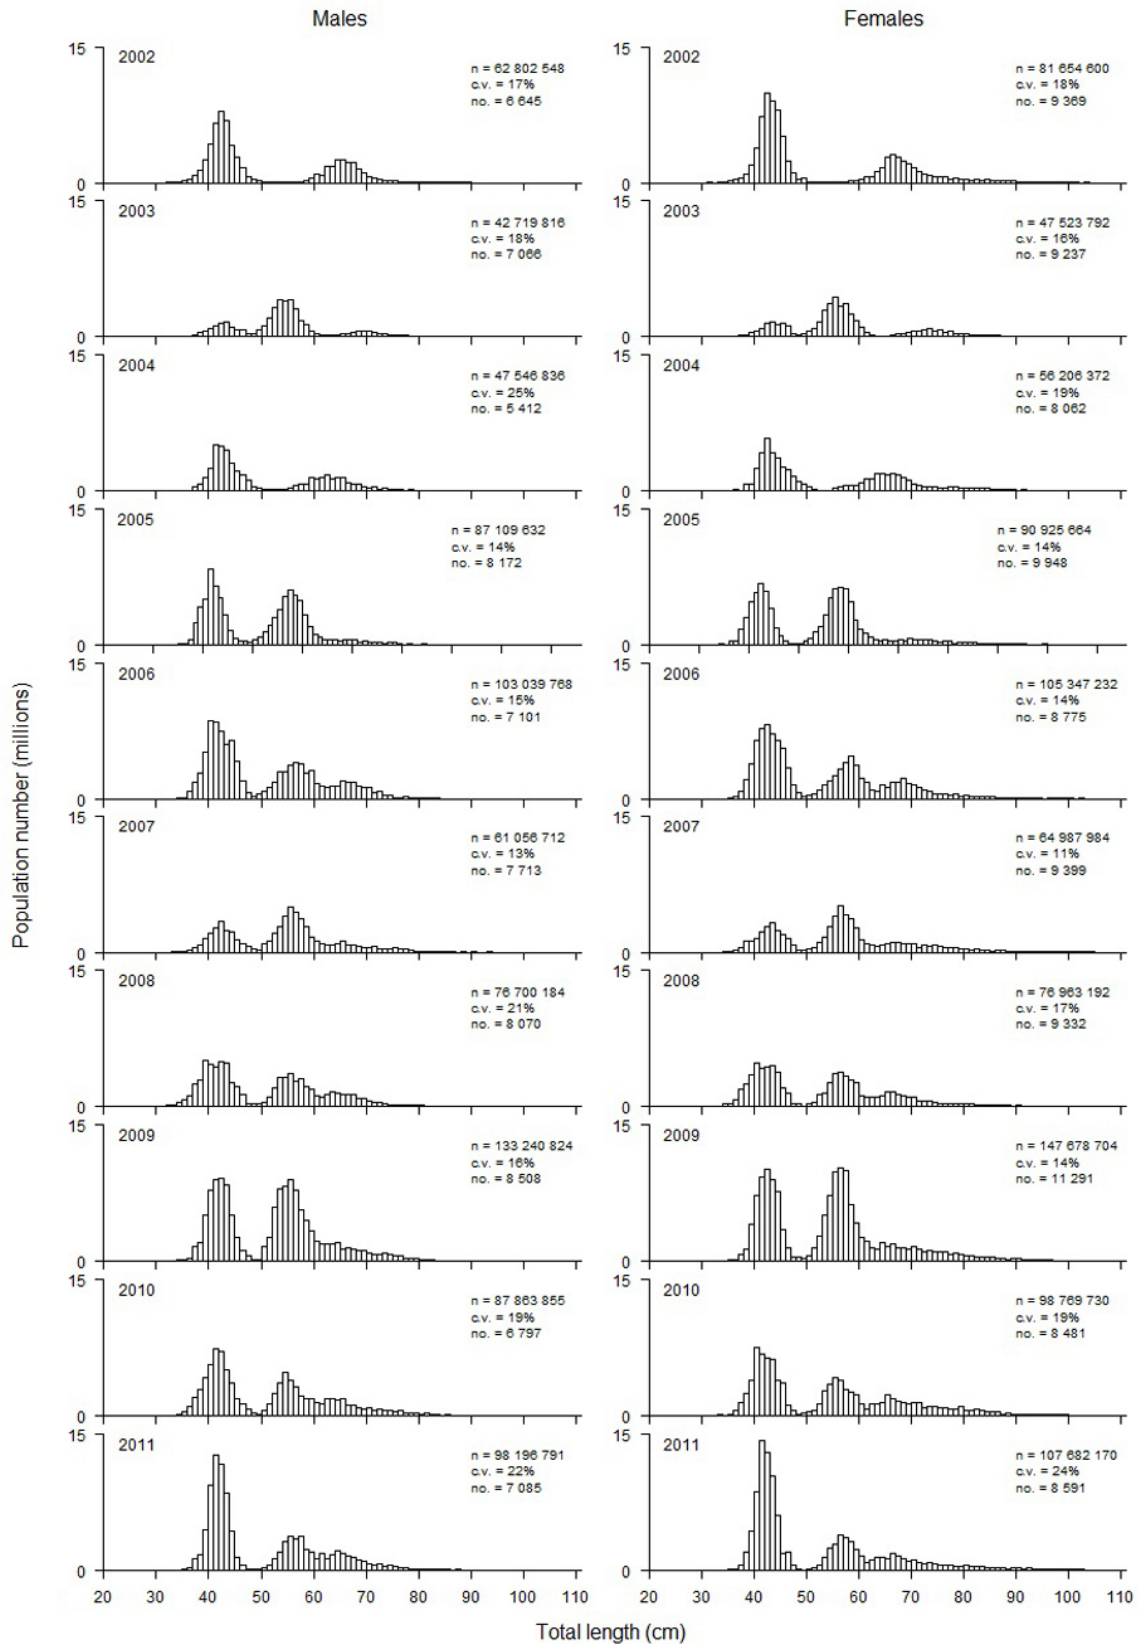 Males Females
15 2002 n = 62 802 548 c.v. = 17% no. = 6 645 0
15 2002 n = 81 654 600 c.v. = 18% no. = 9 369 0
15 2003 n = 42 719 816 c.v. = 18% no. = 7 066 0
15 2003 n = 47 523 792 c.v. = 16% no. = 9 237 0
15 2004 n = 47 546 836 c.v. = 25% no. = 5 412 0
15 2004 n = 56 206 372 c.v. = 19% no. = 8 062 0
15 2005 n = 87 109 632 c.v. = 14% no. = 8 172 0
15 2005 n = 90 925 664 c.v. = 14% no. = 9 948 0
15 2006 n = 103 039 768 c.v. = 15% no. = 7 101 0
15 2006 n = 105 347 232 c.v. = 14% no. = 8 775 0
15 2007 n = 61 056 712 c.v. = 13% no. = 7 713 0
15 2007 n = 64 987 984 c.v. = 11% no. = 9 399 0
15 2008 n = 76 700 184 c.v. = 21% no. = 8 070 0
15 2008 n = 76 963 192 c.v. = 17% no. = 9 332 0
15 2009 n = 133 240 824 c.v. = 16% no. = 8 508 0
15 2009 n = 147 678 704 c.v. = 14% no. = 11 291 0
15 2010 n = 87 863 855 c.v. = 19% no. = 6 797 0
15 2010 n = 98 769 730 c.v. = 19% no. = 8 481 0
15 2011 n = 98 196 791 c.v. = 22% no. = 7 085 0
15 2011 n = 107 682 170 c.v. = 24% no. = 8 591 0
20 30 40 50 60 70 80 90 100 110 20 30 40 50 60 70 80 90 100 110
Population number (millions)
Total length (cm)